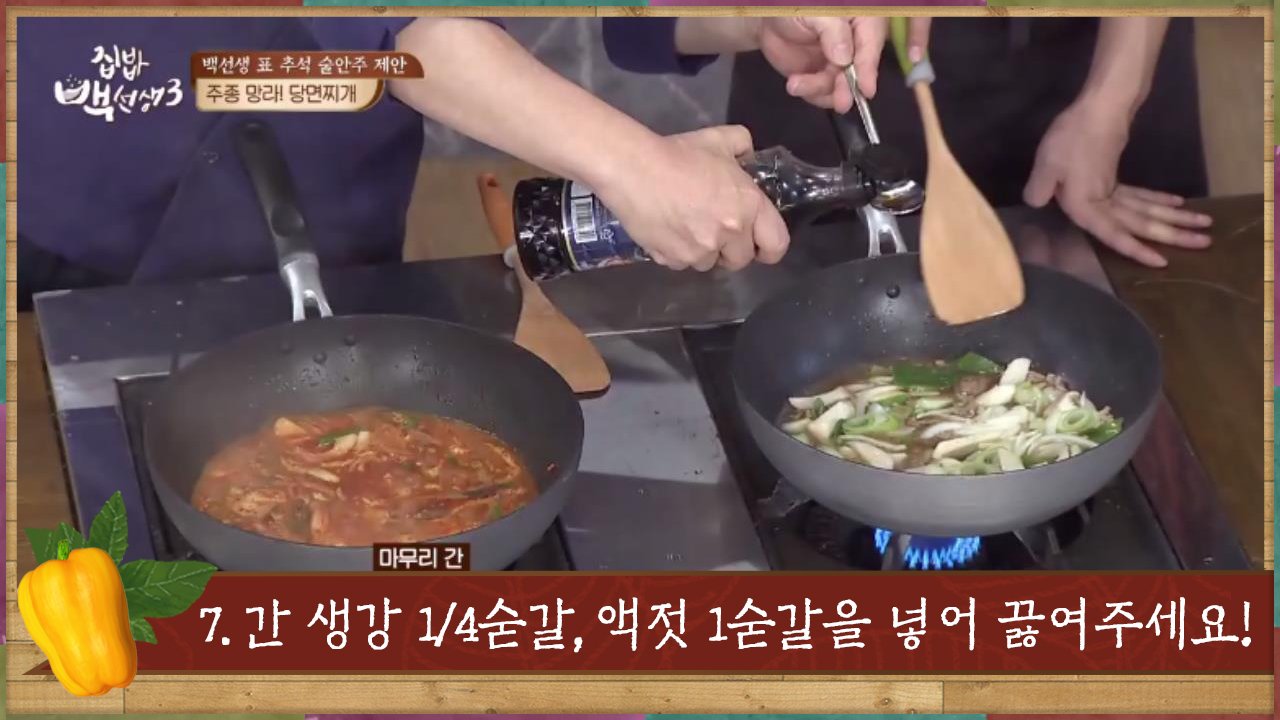 집밥
백선생3
백선생 표 추석 술안주 제안
주종 망라! 당면찌개
마무리 간
7. 간 생강 1/4숟갈, 액젓 1숟갈을 넣어 끓여주세요!